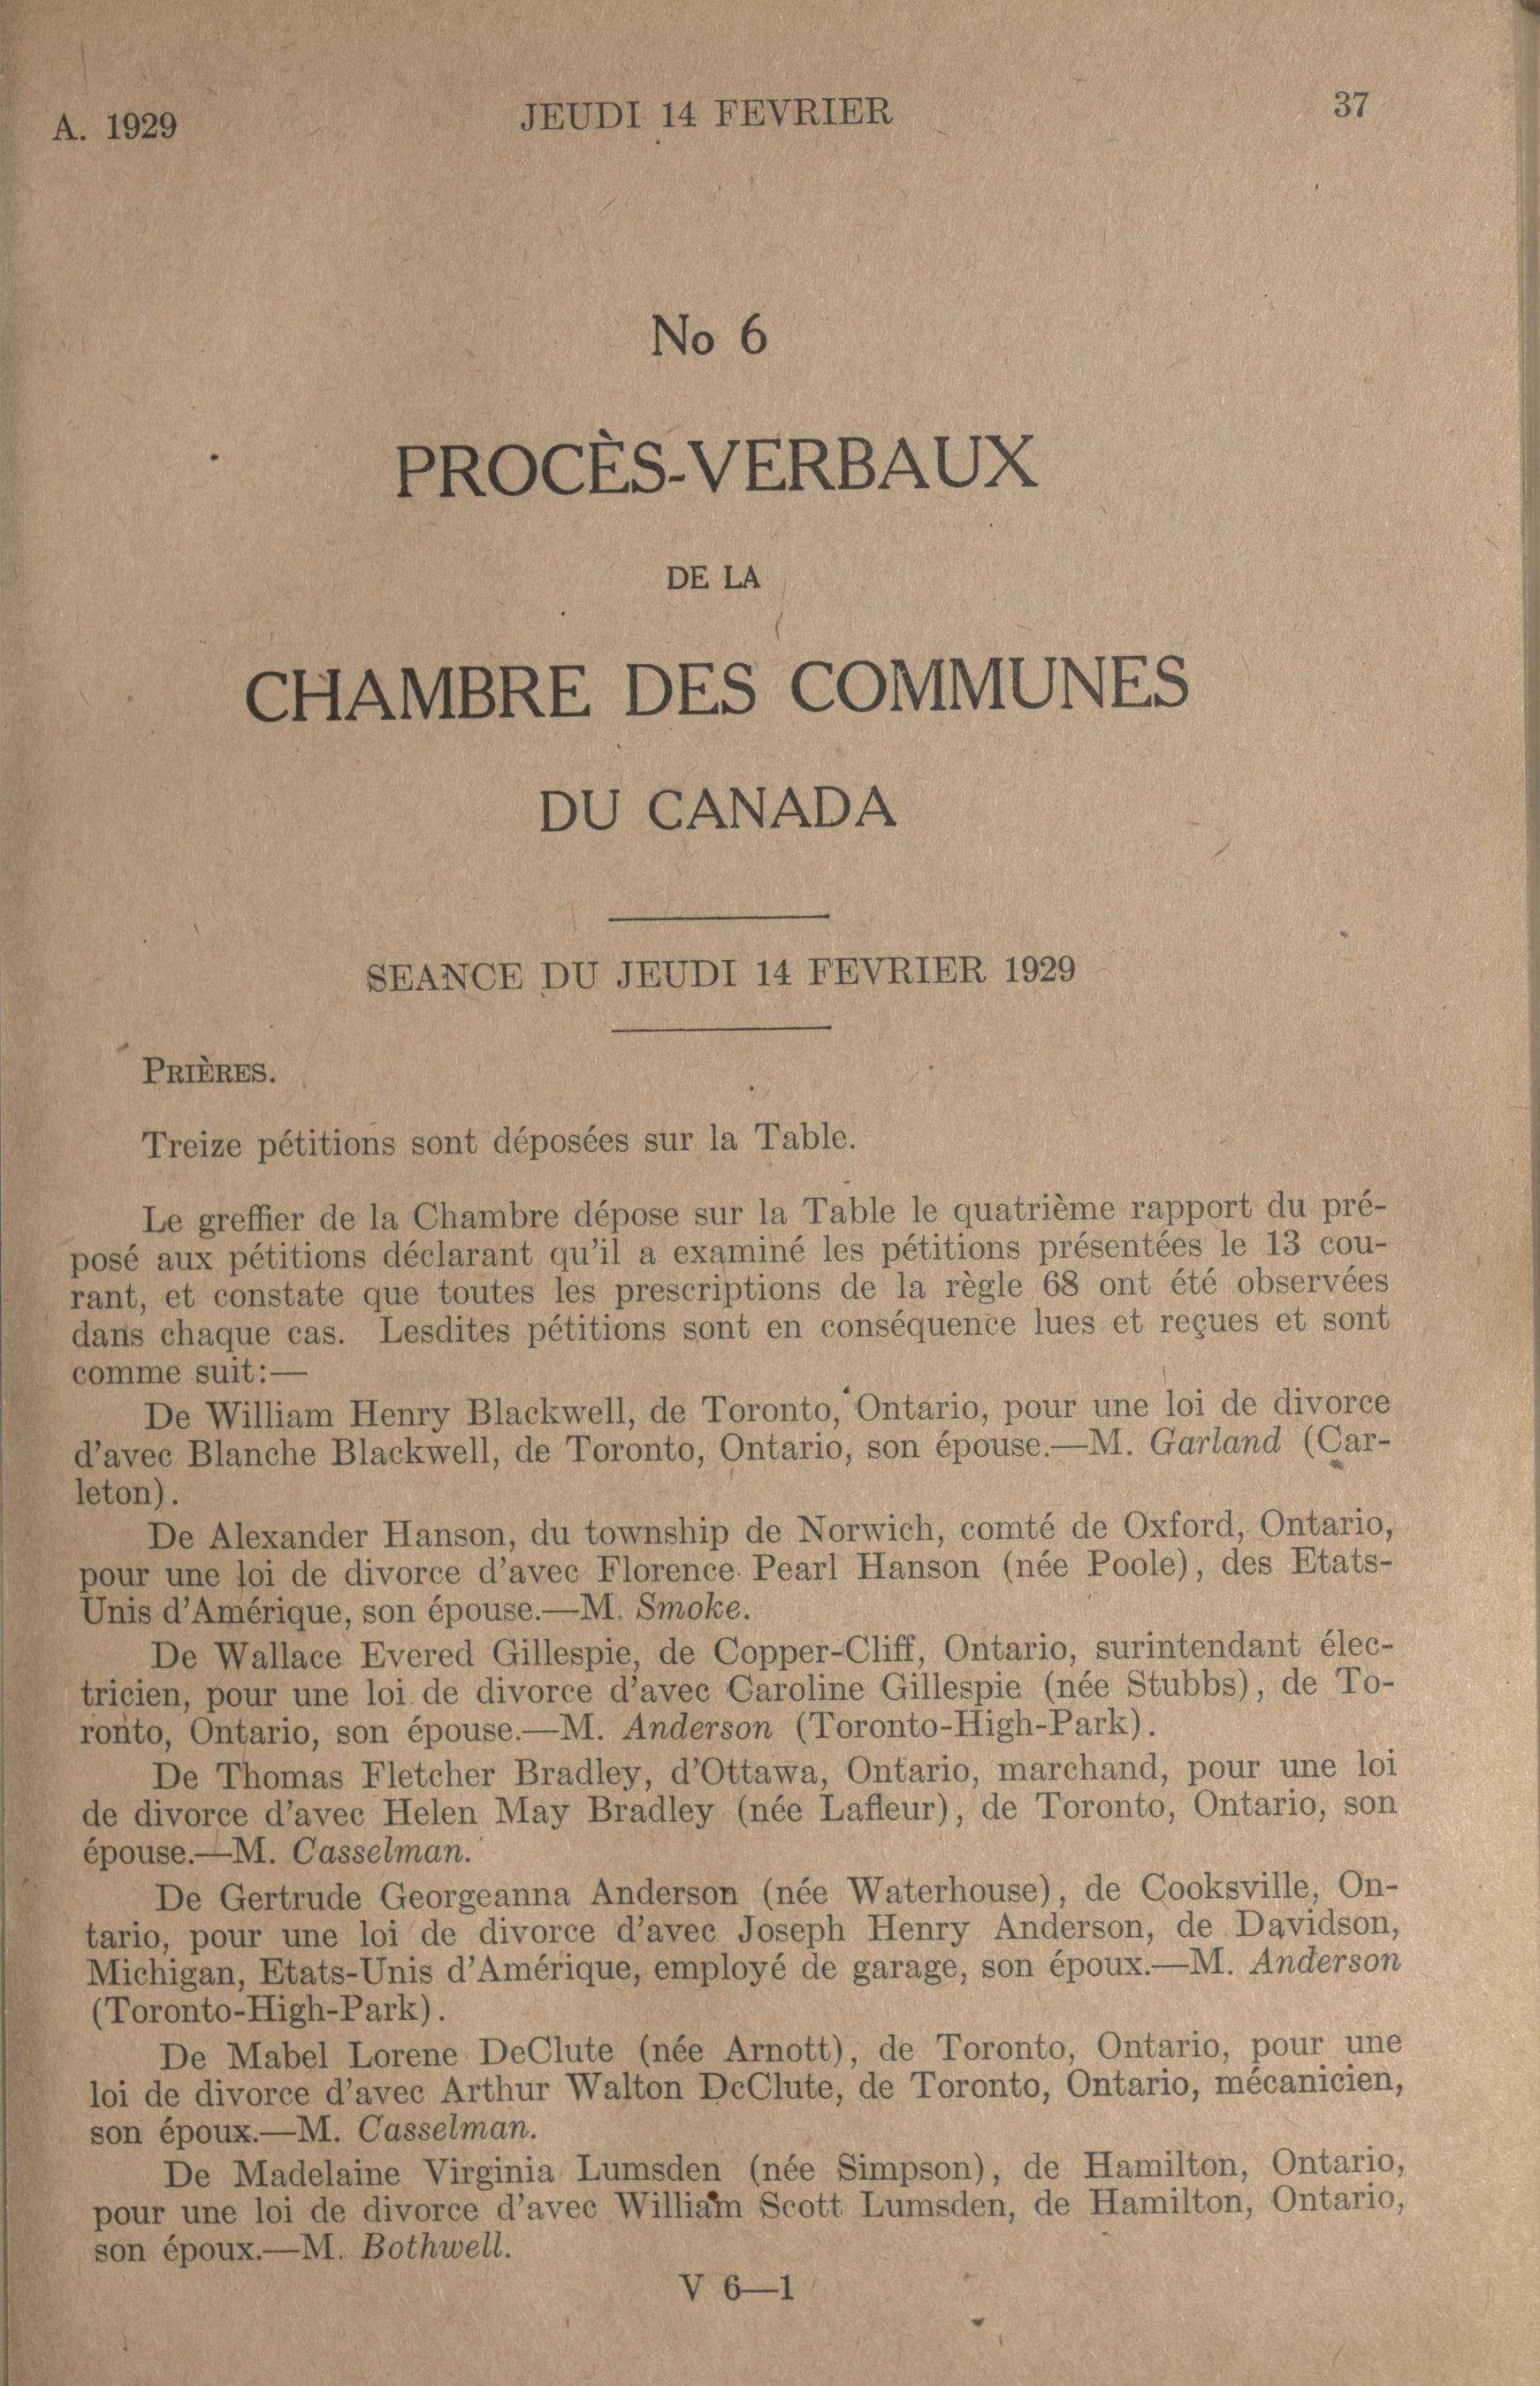 A. 1929 JEUDI 14 FEVRIER 37
No 6
PROCÈS-VERBAUX
DE LA
CHAMBRE DES COMMUNES
DU CANADA
SEANCE DU JEUDI 14 FEVRIER 1929
PRIÈRES.
Treize pétitions sont déposées sur la Table.
Le greffier de la Chambre dépose sur la Table le quatrième rapport du pré-
posé aux pétitions déclarant qu'il a examiné les pétitions présentées le 13 cou-
rant, et constate que toutes les prescriptions de la règle 68 ont été observées
dans chaque cas. Lesdites pétitions sont en conséquence lues et reçues et sont
comme suit:—
De William Henry Blackwell, de Toronto, Ontario, pour une loi de divorce
d'avec Blanche Blackwell, de Toronto, Ontario, son épouse.—M. Garland (Car-
leton).
De Alexander Hanson, du township de Norwich, comté de Oxford, Ontario,
pour une loi de divorce d'avec Florence Pearl Hanson (née Poole), des Etats-
Unis d'Amérique, son épouse.—M. Smoke.
De Wallace Evered Gillespie, de Copper-Cliff, Ontario, surintendant élec-
tricien, pour une loi de divorce d'avec Caroline Gillespie (née Stubbs), de To-
ronto, Ontario, son épouse.—M. Anderson (Toronto-High-Park).
De Thomas Fletcher Bradley, d'Ottawa, Ontario, marchand, pour une loi
de divorce d'avec Helen May Bradley (née Lafleur), de Toronto, Ontario, son
épouse.—M. Casselman.
De Gertrude Georgeanna Anderson (née Waterhouse), de Cooksville, On-
tario, pour une loi de divorce d'avec Joseph Henry Anderson, de Davidson,
Michigan, Etats-Unis d'Amérique, employé de garage, son époux.—M. Anderson
(Toronto-High-Park).
De Mabel Lorene DeClute (née Arnott), de Toronto, Ontario, pour une
loi de divorce d'avec Arthur Walton DeClute, de Toronto, Ontario, mécanicien,
son époux.—M. Casselman.
De Madelaine Virginia Lumsden (née Simpson), de Hamilton, Ontario,
pour une loi de divorce d'avec William Scott Lumsden, de Hamilton, Ontario,
son époux.—M. Bothwell.
V 6—1